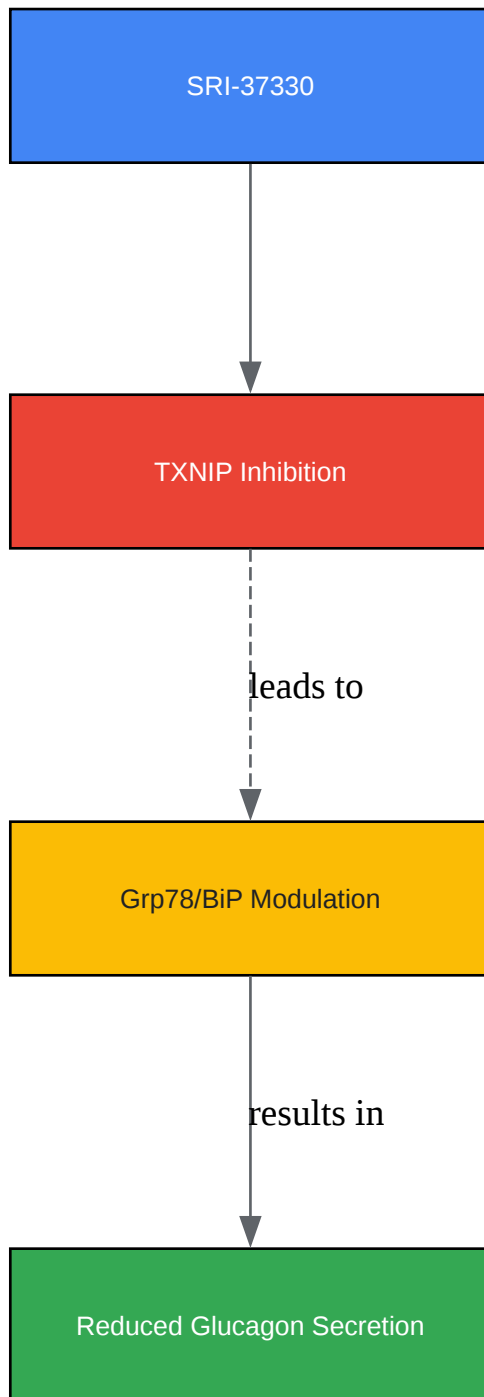 SRI-37330
TXNIP Inhibition
leads to
Grp78/BiP Modulation
results in
Reduced Glucagon Secretion